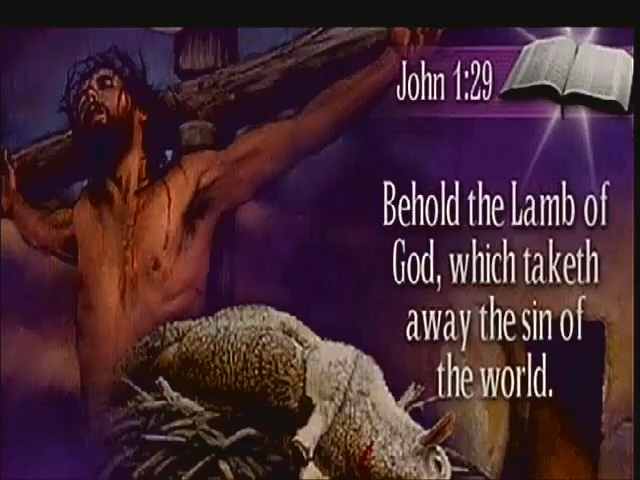 John 1:29
Behold the Lamb of
God, which taketh
away the sin of
the world.